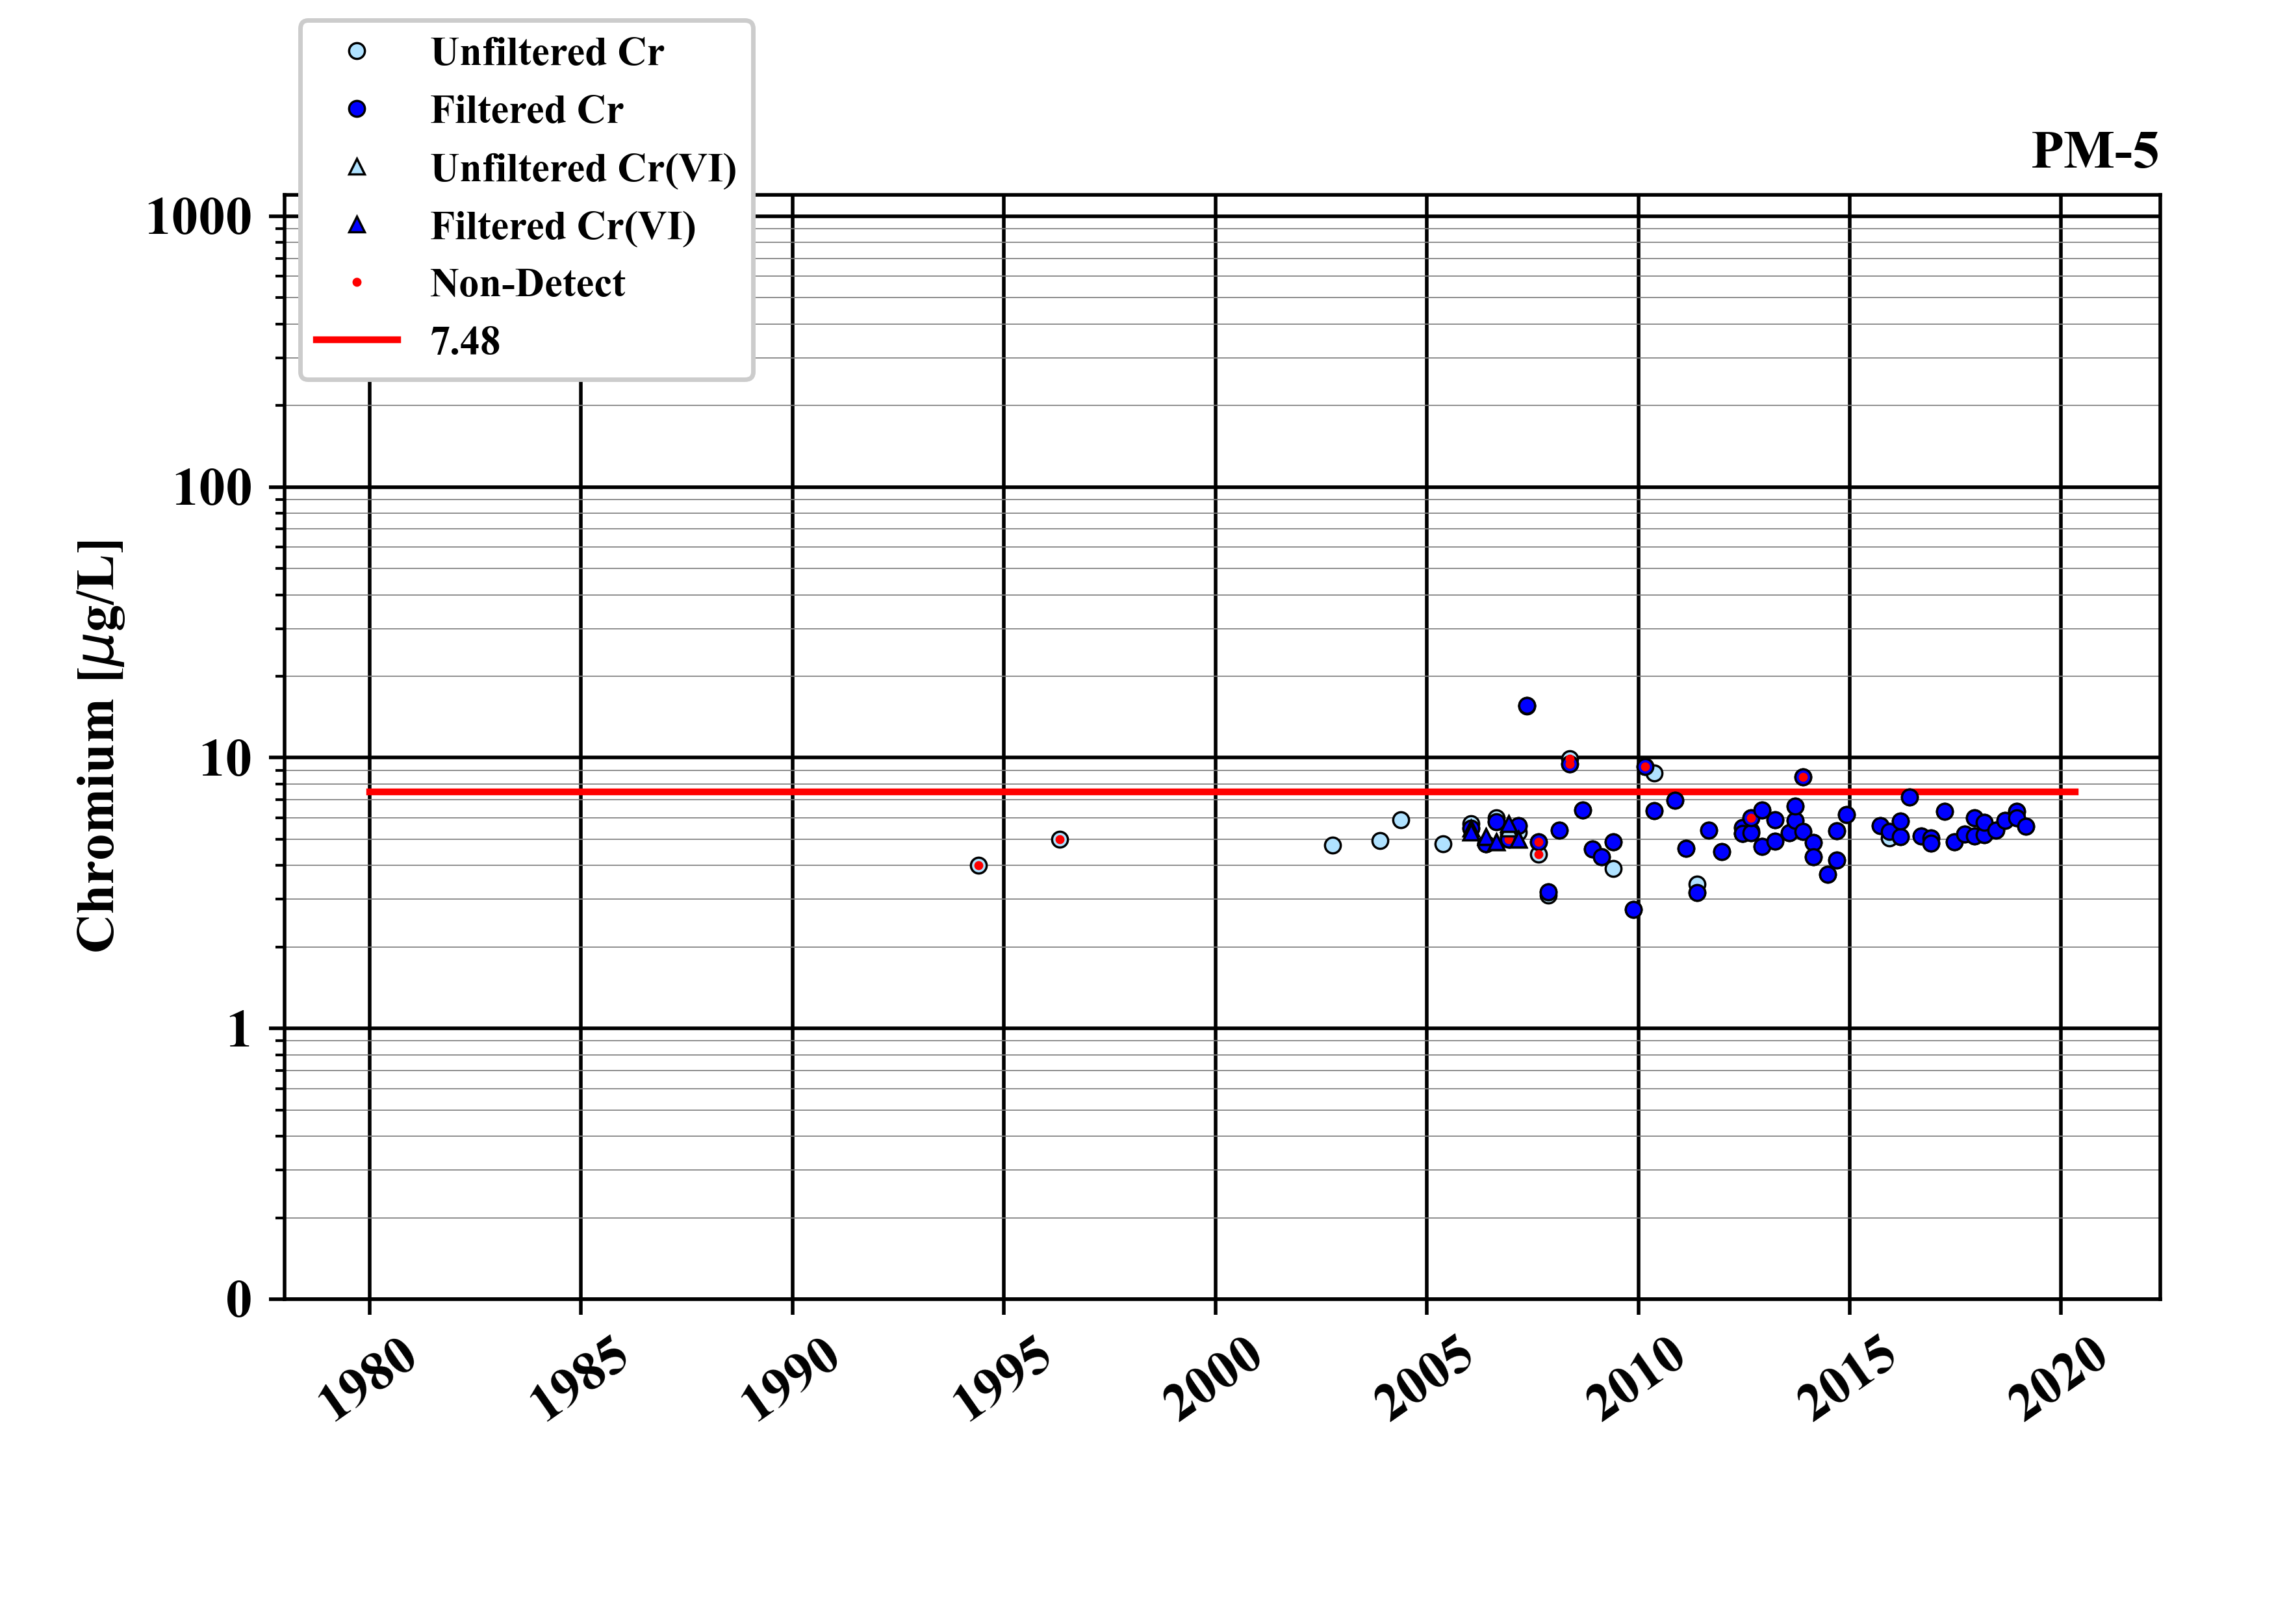 Unfiltered Cr
Filtered Cr
Unfiltered Cr(VI)
Filtered Cr(VI)
Non-Detect
7.48
PM-5
1000
100
10
1
0
Chromium [μg/L]
1980
1985
1990
1995
2000
2005
2010
2015
2020